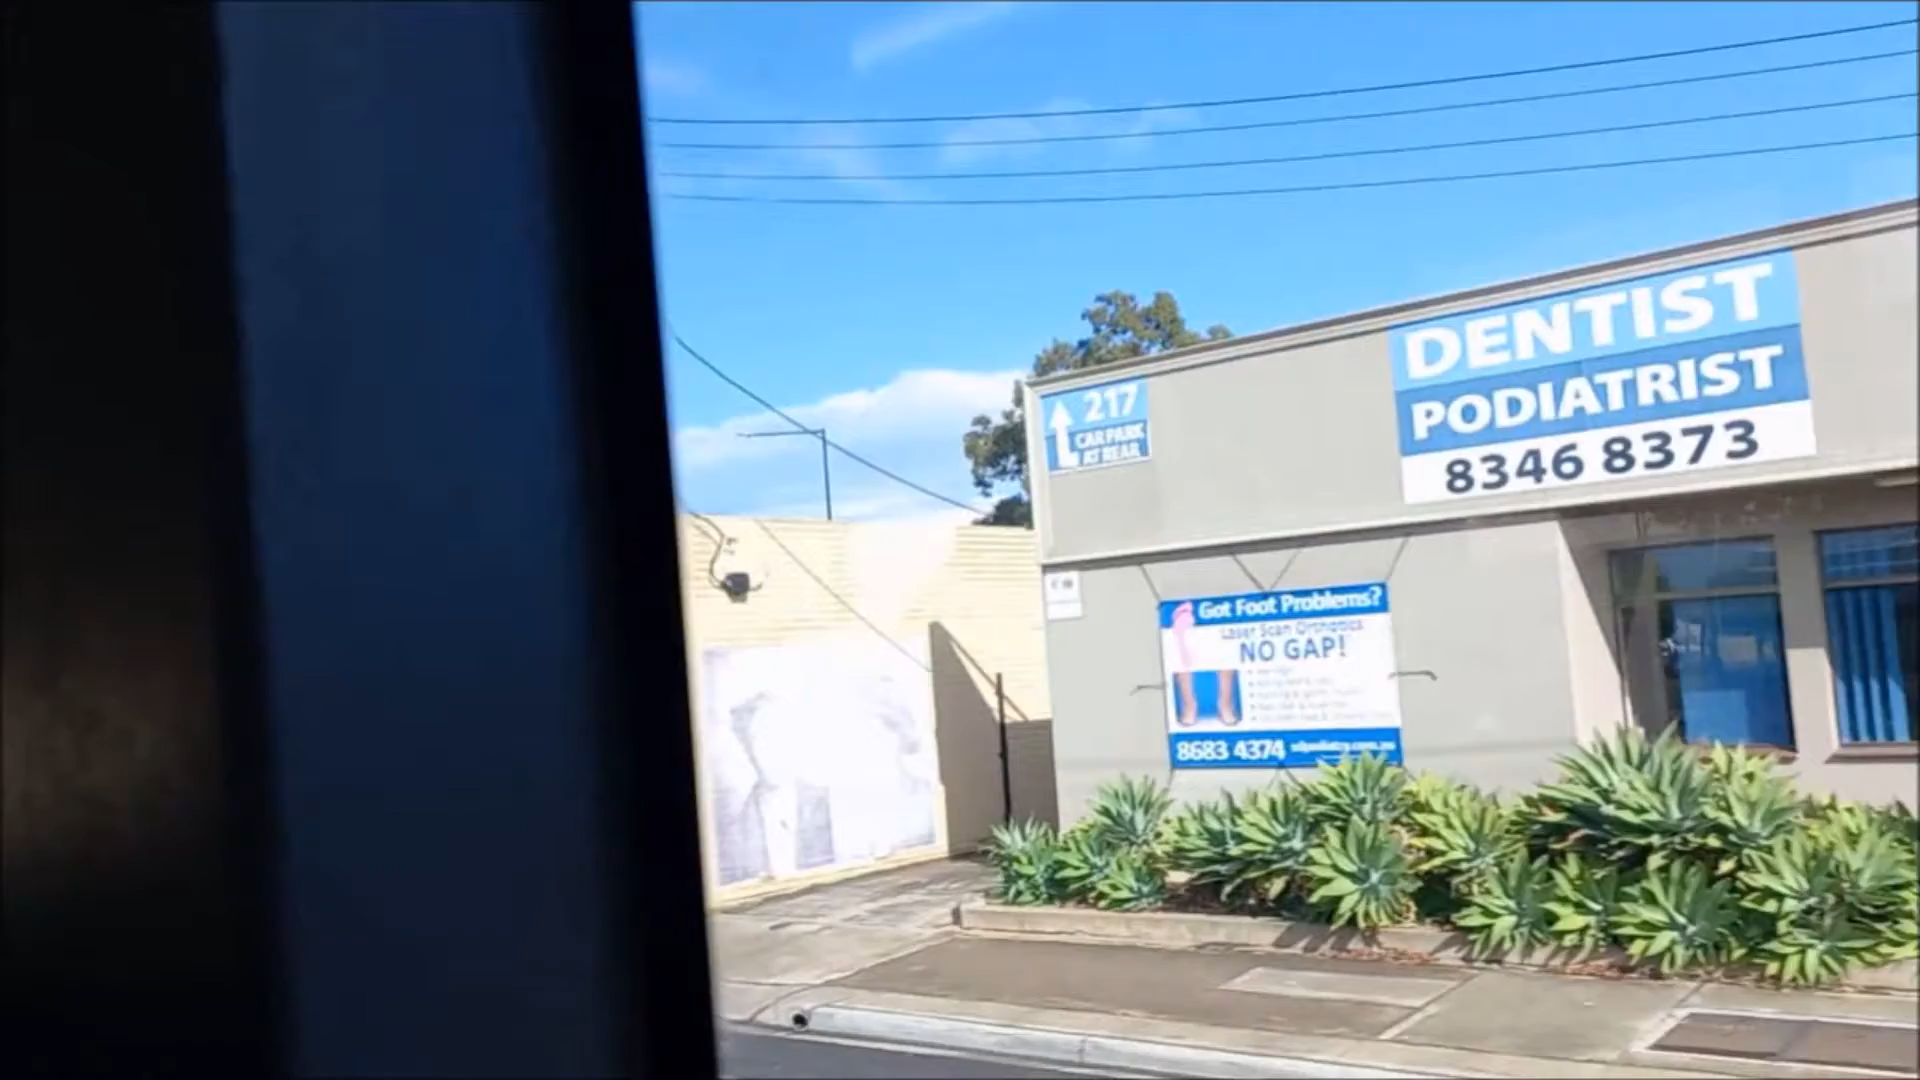 DENTIST
PODIATRIST
8346 8373
217
CAR PARK
AT REAR
Got Foot Problems?
Laser Scan Orthotics
NO GAP!
8683 4374